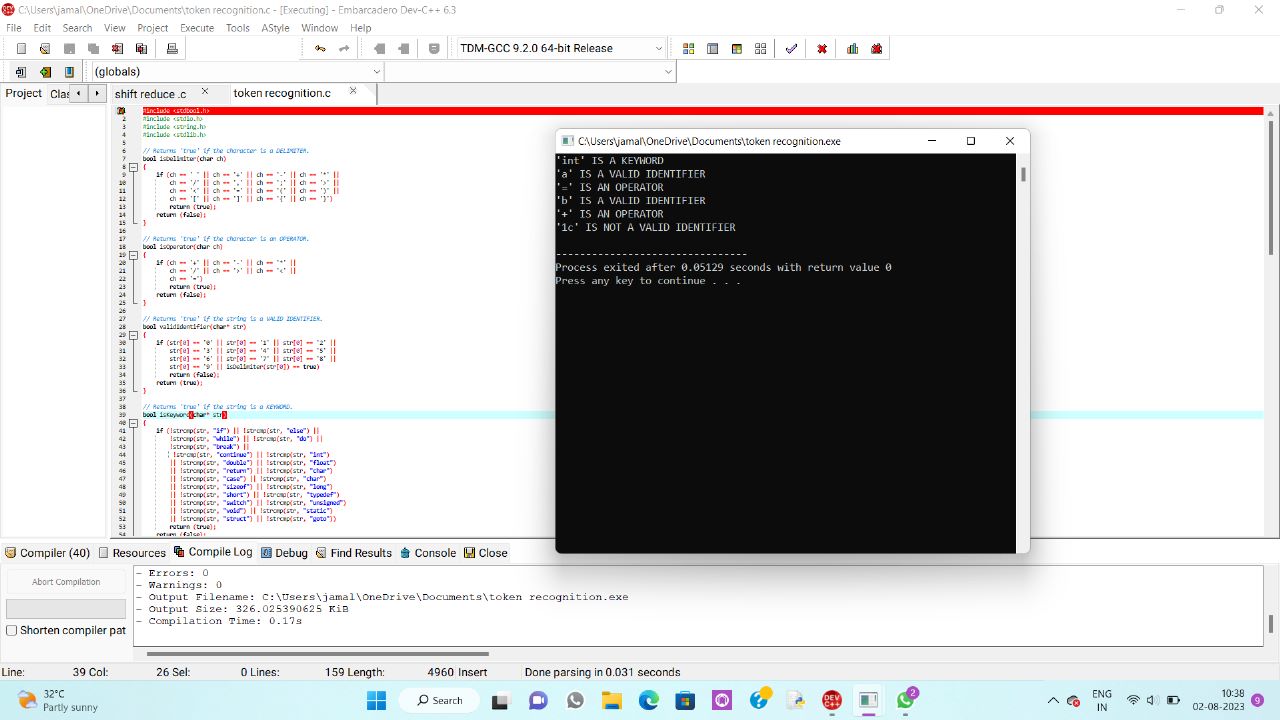 C:\Users\jamal\OneDrive\Documents\token recognition.c - [Executing] - Embarcadero Dev-C++ 6.3
File Edit Search View Project Execute Tools AStyle Window Help
TDM-GCC 9.2.0 64-bit Release
(globals)
Project Clas shift reduce .c token recognition.c
#include <stdbool.h>
2 #include <stdio.h>
3 #include <string.h>
4 #include <stdlib.h>
5
6 // Returns 'true' if the character is a DELIMITER.
7 bool isDelimiter(char ch)
8 {
9 if (ch == ' ' || ch == '+' || ch == '-' || ch == '*' ||
10 ch == '/' || ch == ',' || ch == ';' || ch == '>' ||
11 ch == '<' || ch == '=' || ch == '(' || ch == ')' ||
12 ch == '[' || ch == ']' || ch == '{' || ch == '}')
13 return (true);
14 return (false);
15 }
16
17 // Returns 'true' if the character is an OPERATOR.
18 bool isOperator(char ch)
19 {
20 if (ch == '+' || ch == '-' || ch == '*' ||
21 ch == '/' || ch == '>' || ch == '<' ||
22 ch == '=')
23 return (true);
24 return (false);
25 }
26
27 // Returns 'true' if the string is a VALID IDENTIFIER.
28 bool validIdentifier(char* str)
29 {
30 if (str[0] == '0' || str[0] == '1' || str[0] == '2' ||
31 str[0] == '3' || str[0] == '4' || str[0] == '5' ||
32 str[0] == '6' || str[0] == '7' || str[0] == '8' ||
33 str[0] == '9' || isDelimiter(str[0]) == true)
34 return (false);
35 return (true);
36 }
37
38 // Returns 'true' if the string is a KEYWORD.
39 bool isKeyword(char* str)
40 {
41 if (!strcmp(str, "if") || !strcmp(str, "else") ||
42 !strcmp(str, "while") || !strcmp(str, "do") ||
43 !strcmp(str, "break") ||
44 !strcmp(str, "continue") || !strcmp(str, "int")
45 || !strcmp(str, "double") || !strcmp(str, "float")
46 || !strcmp(str, "return") || !strcmp(str, "char")
47 || !strcmp(str, "case") || !strcmp(str, "char")
48 || !strcmp(str, "sizeof") || !strcmp(str, "long")
49 || !strcmp(str, "short") || !strcmp(str, "typedef")
50 || !strcmp(str, "switch") || !strcmp(str, "unsigned")
51 || !strcmp(str, "void") || !strcmp(str, "static")
52 || !strcmp(str, "struct") || !strcmp(str, "goto"))
53 return (true);
54 return (false);
C:\Users\jamal\OneDrive\Documents\token recognition.exe
'int' IS A KEYWORD
'a' IS A VALID IDENTIFIER
'=' IS AN OPERATOR
'b' IS A VALID IDENTIFIER
'+' IS AN OPERATOR
'1c' IS NOT A VALID IDENTIFIER
--------------------------------
Process exited after 0.05129 seconds with return value 0
Press any key to continue . . .
Compiler (40) Resources Compile Log Debug Find Results Console Close
Abort Compilation
Shorten compiler pat
- Errors: 0
- Warnings: 0
- Output Filename: C:\Users\jamal\OneDrive\Documents\token recognition.exe
- Output Size: 326.025390625 KiB
- Compilation Time: 0.17s
Line: 39 Col: 26 Sel: 0 Lines: 159 Length: 4960 Insert Done parsing in 0.031 seconds
32°C
Partly sunny
Search
DEV C++
2
ENG
IN
10:38
02-08-2023
9